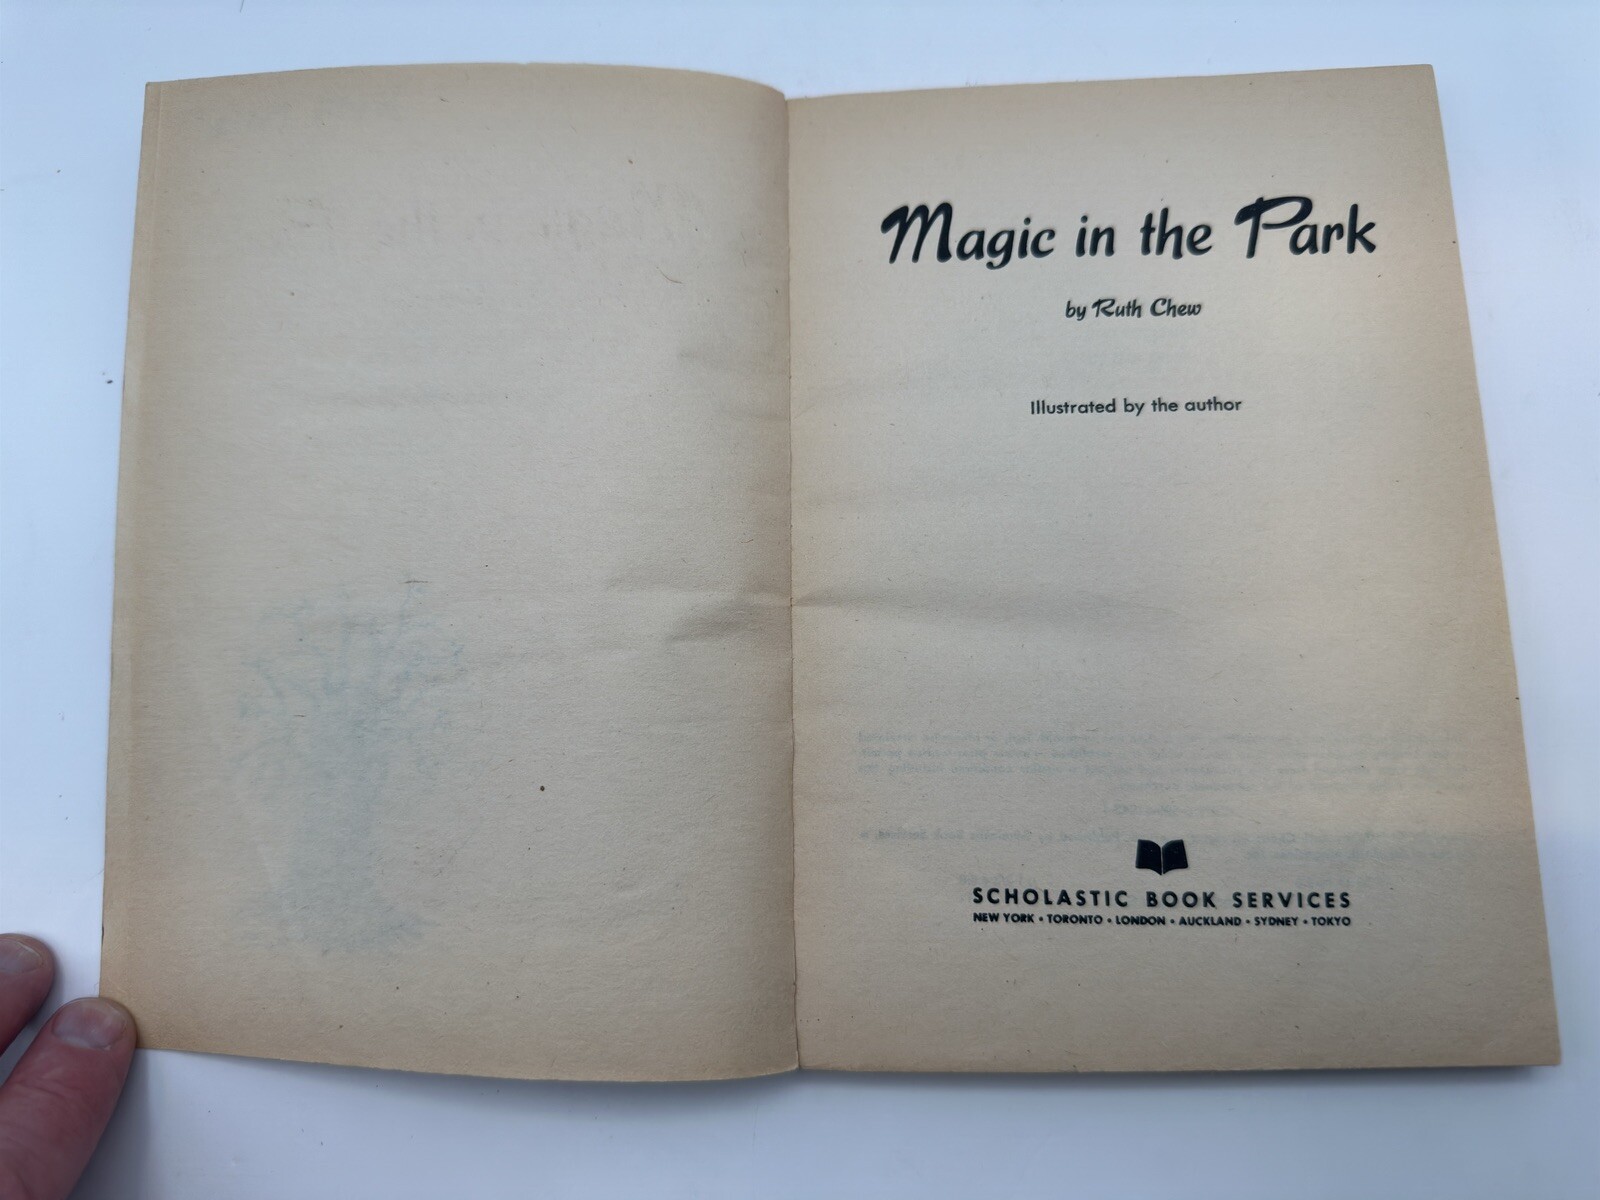 Magic in the Park
by Ruth Chew
Illustrated by the author
SCHOLASTIC BOOK SERVICES
NEW YORK • TORONTO • LONDON • AUCKLAND • SYDNEY • TOKYO